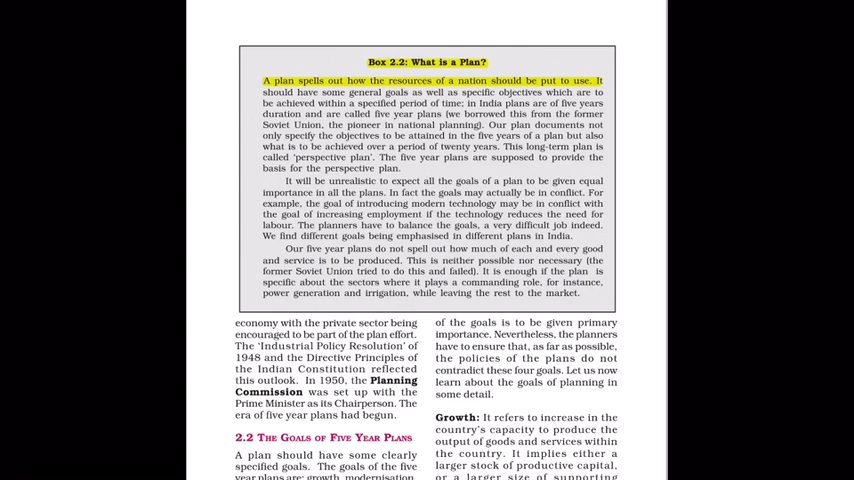 Box 2.2: What is a Plan?
A plan spells out how the resources of a nation should be put to use. It
should have some general goals as well as specific objectives which are to
be achieved within a specified period of time; in India plans are of five years
duration and are called five year plans (we borrowed this from the former
Soviet Union, the pioneer in national planning). Our plan documents not
only specify the objectives to be attained in the five years of a plan but also
what is to be achieved over a period of twenty years. This long-term plan is
called ‘perspective plan’. The five year plans are supposed to provide the
basis for the perspective plan.
It will be unrealistic to expect all the goals of a plan to be given equal
importance in all the plans. In fact the goals may actually be in conflict. For
example, the goal of introducing modern technology may be in conflict with
the goal of increasing employment if the technology reduces the need for
labour. The planners have to balance the goals, a very difficult job indeed.
We find different goals being emphasised in different plans in India.
Our five year plans do not spell out how much of each and every good
and service is to be produced. This is neither possible nor necessary (the
former Soviet Union tried to do this and failed). It is enough if the plan is
specific about the sectors where it plays a commanding role, for instance,
power generation and irrigation, while leaving the rest to the market.
economy with the private sector being
encouraged to be part of the plan effort.
The ‘Industrial Policy Resolution’ of
1948 and the Directive Principles of
the Indian Constitution reflected
this outlook. In 1950, the Planning
Commission was set up with the
Prime Minister as its Chairperson. The
era of five year plans had begun.
2.2 The Goals of Five Year Plans
A plan should have some clearly
specified goals. The goals of the five
year plans are: growth, modernisation,
of the goals is to be given primary
importance. Nevertheless, the planners
have to ensure that, as far as possible,
the policies of the plans do not
contradict these four goals. Let us now
learn about the goals of planning in
some detail.
Growth: It refers to increase in the
country’s capacity to produce the
output of goods and services within
the country. It implies either a
larger stock of productive capital,
or a larger size of supporting